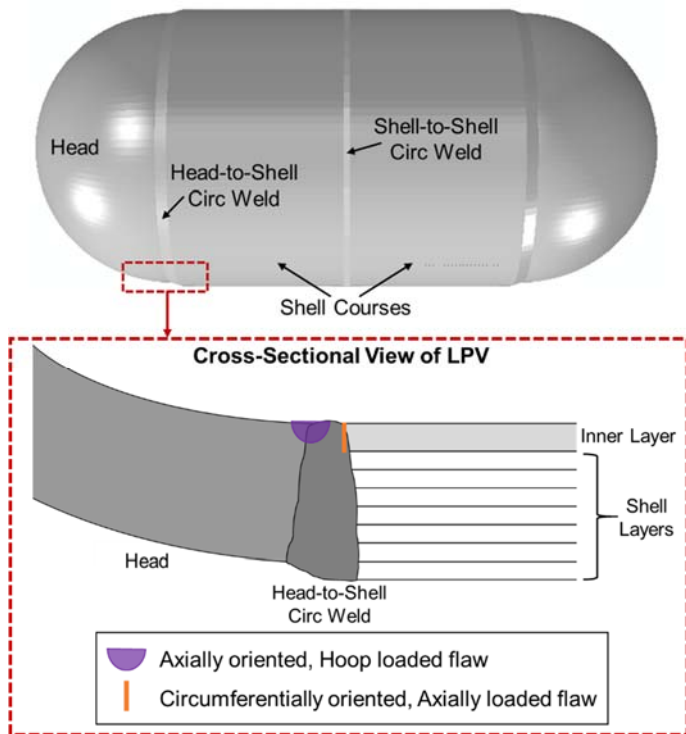 Head
Head-to-Shell
Circ Weld
Shell-to-Shell
Circ Weld
Shell Courses
Cross-Sectional View of LPV
Inner Layer
Shell
Layers
Head
Head-to-Shell
Circ Weld
Axially oriented, Hoop loaded flaw
Circumferentially oriented, Axially loaded flaw